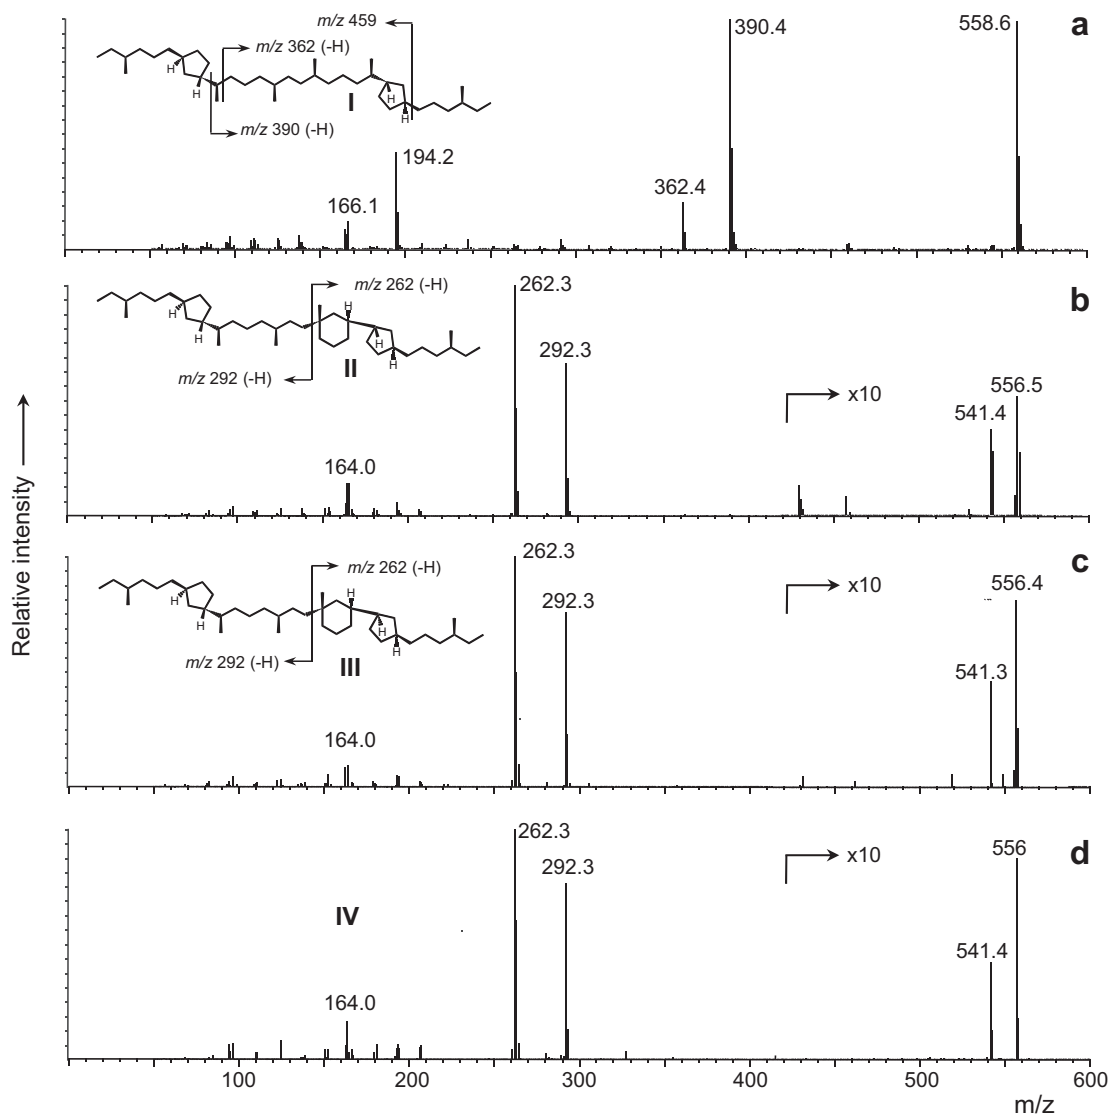 a
m/z 459
m/z 362 (-H)
I
H
H
H
H
m/z 390 (-H)
390.4
558.6
194.2
362.4
166.1
b
m/z 262 (-H)
262.3
H
H
H
H
H
II
m/z 292 (-H)
292.3
x10
556.5
541.4
164.0
c
m/z 262 (-H)
262.3
H
H
H
H
H
III
m/z 292 (-H)
292.3
x10
556.4
541.3
164.0
d
262.3
292.3
x10
556
IV
541.4
164.0
100
200
300
400
500
600
m/z
Relative intensity